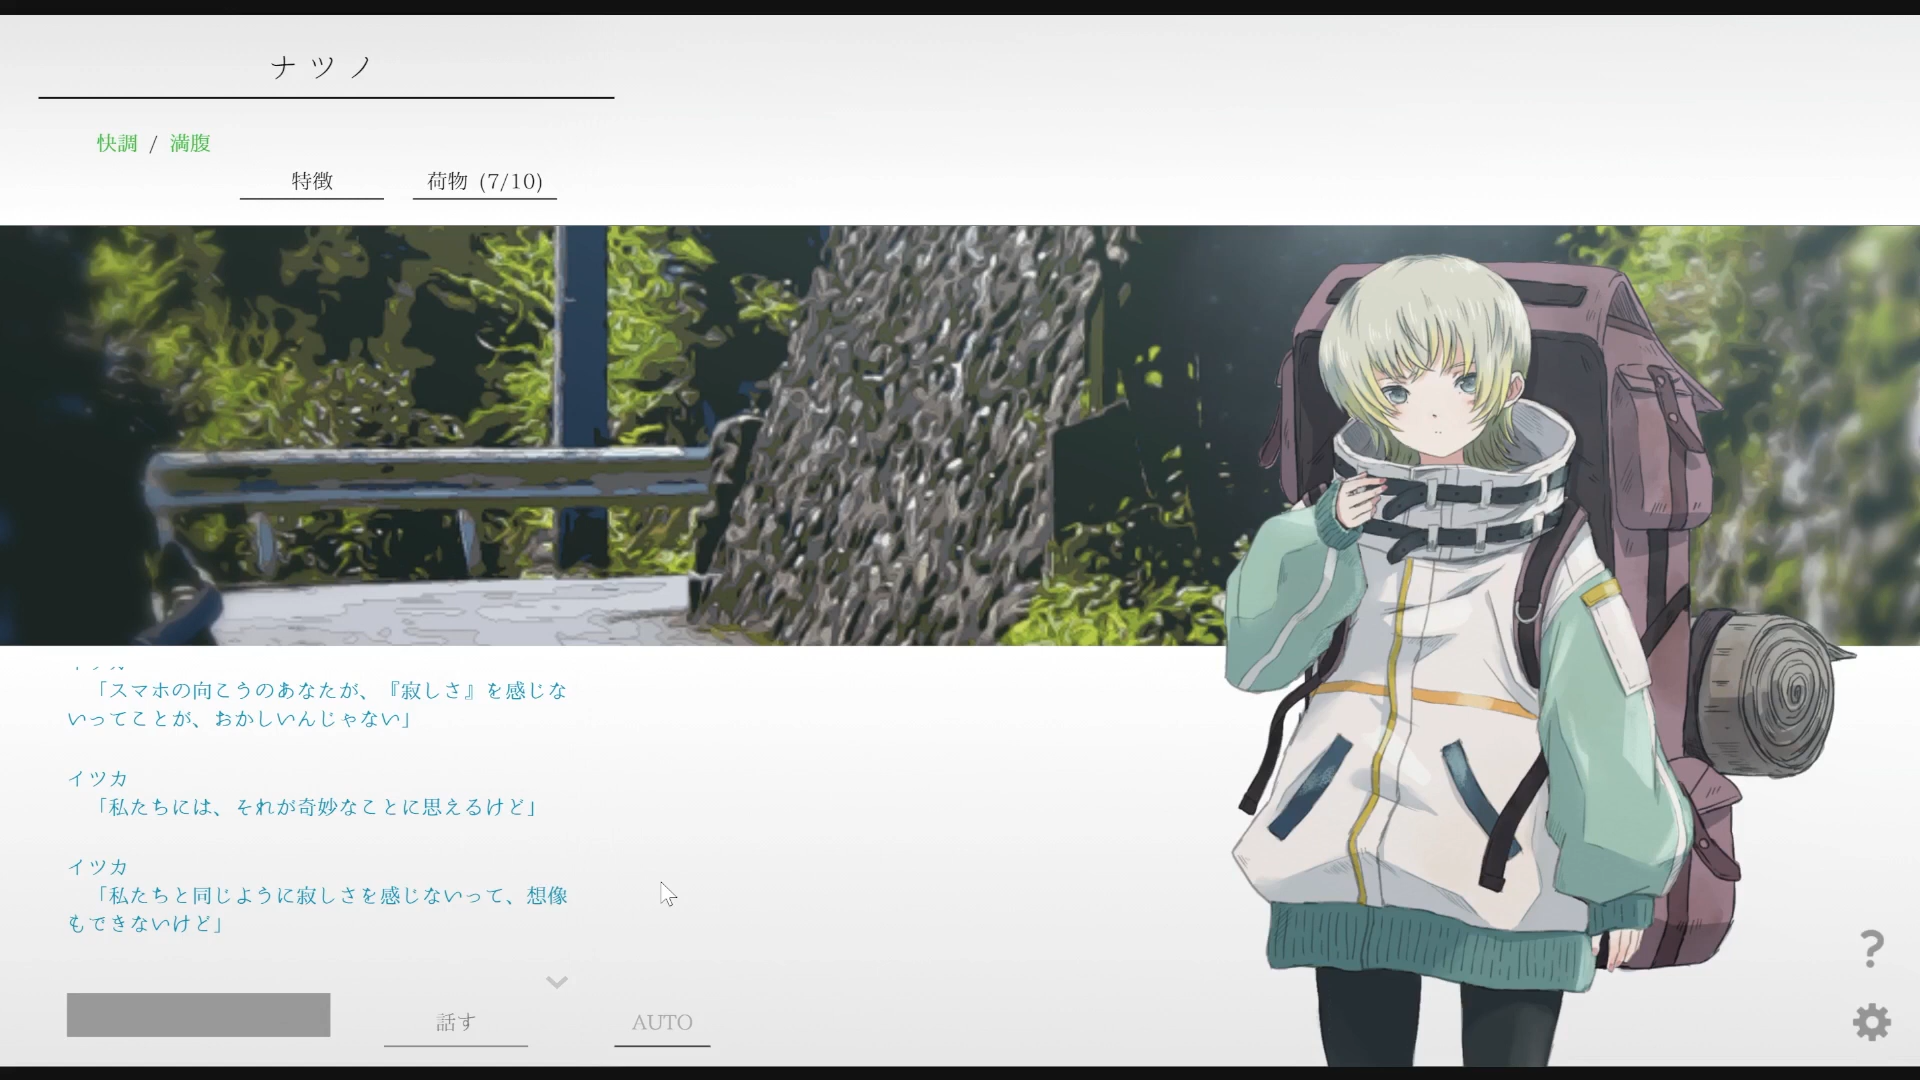 ナツノ
快調 / 満腹
特徴
荷物 (7/10)
「スマホの向こうのあなたが、『寂しさ』を感じな
いってことが、おかしいんじゃない」
イツカ
「私たちには、それが奇妙なことに思えるけど」
イツカ
「私たちと同じように寂しさを感じないって、想像
もできないけど」
話す
AUTO
?